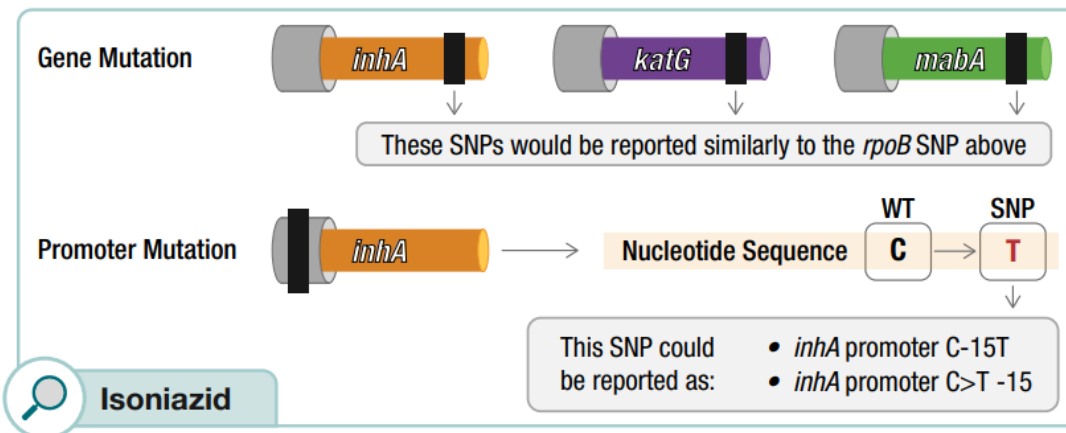 Gene Mutation
inhA
katG
mabA
These SNPs would be reported similarly to the rpoB SNP above
WT
SNP
Promoter Mutation
inhA
Nucleotide Sequence
C
T
This SNP could be reported as:
• inhA promoter C-15T
• inhA promoter C>T -15
Isoniazid